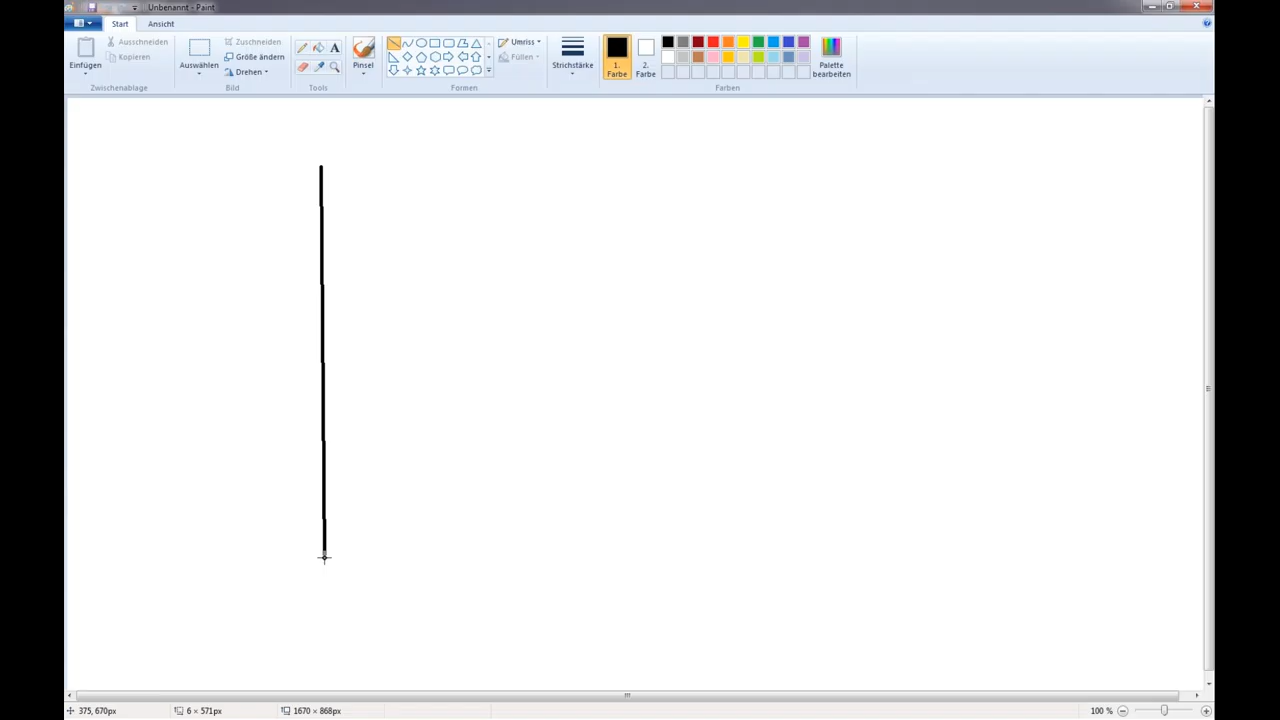 Unbenannt - Paint
Start
Ansicht
Einfügen
Ausschneiden
Kopieren
Zwischenablage
Auswählen
Zuschneiden
Größe ändern
Drehen
Bild
A
Tools
Pinsel
Formen
Umriss
Füllen
Strichstärke
1.
Farbe
2.
Farbe
Palette
bearbeiten
Farben
375, 670px
6 × 571px
1670 × 868px
100 %